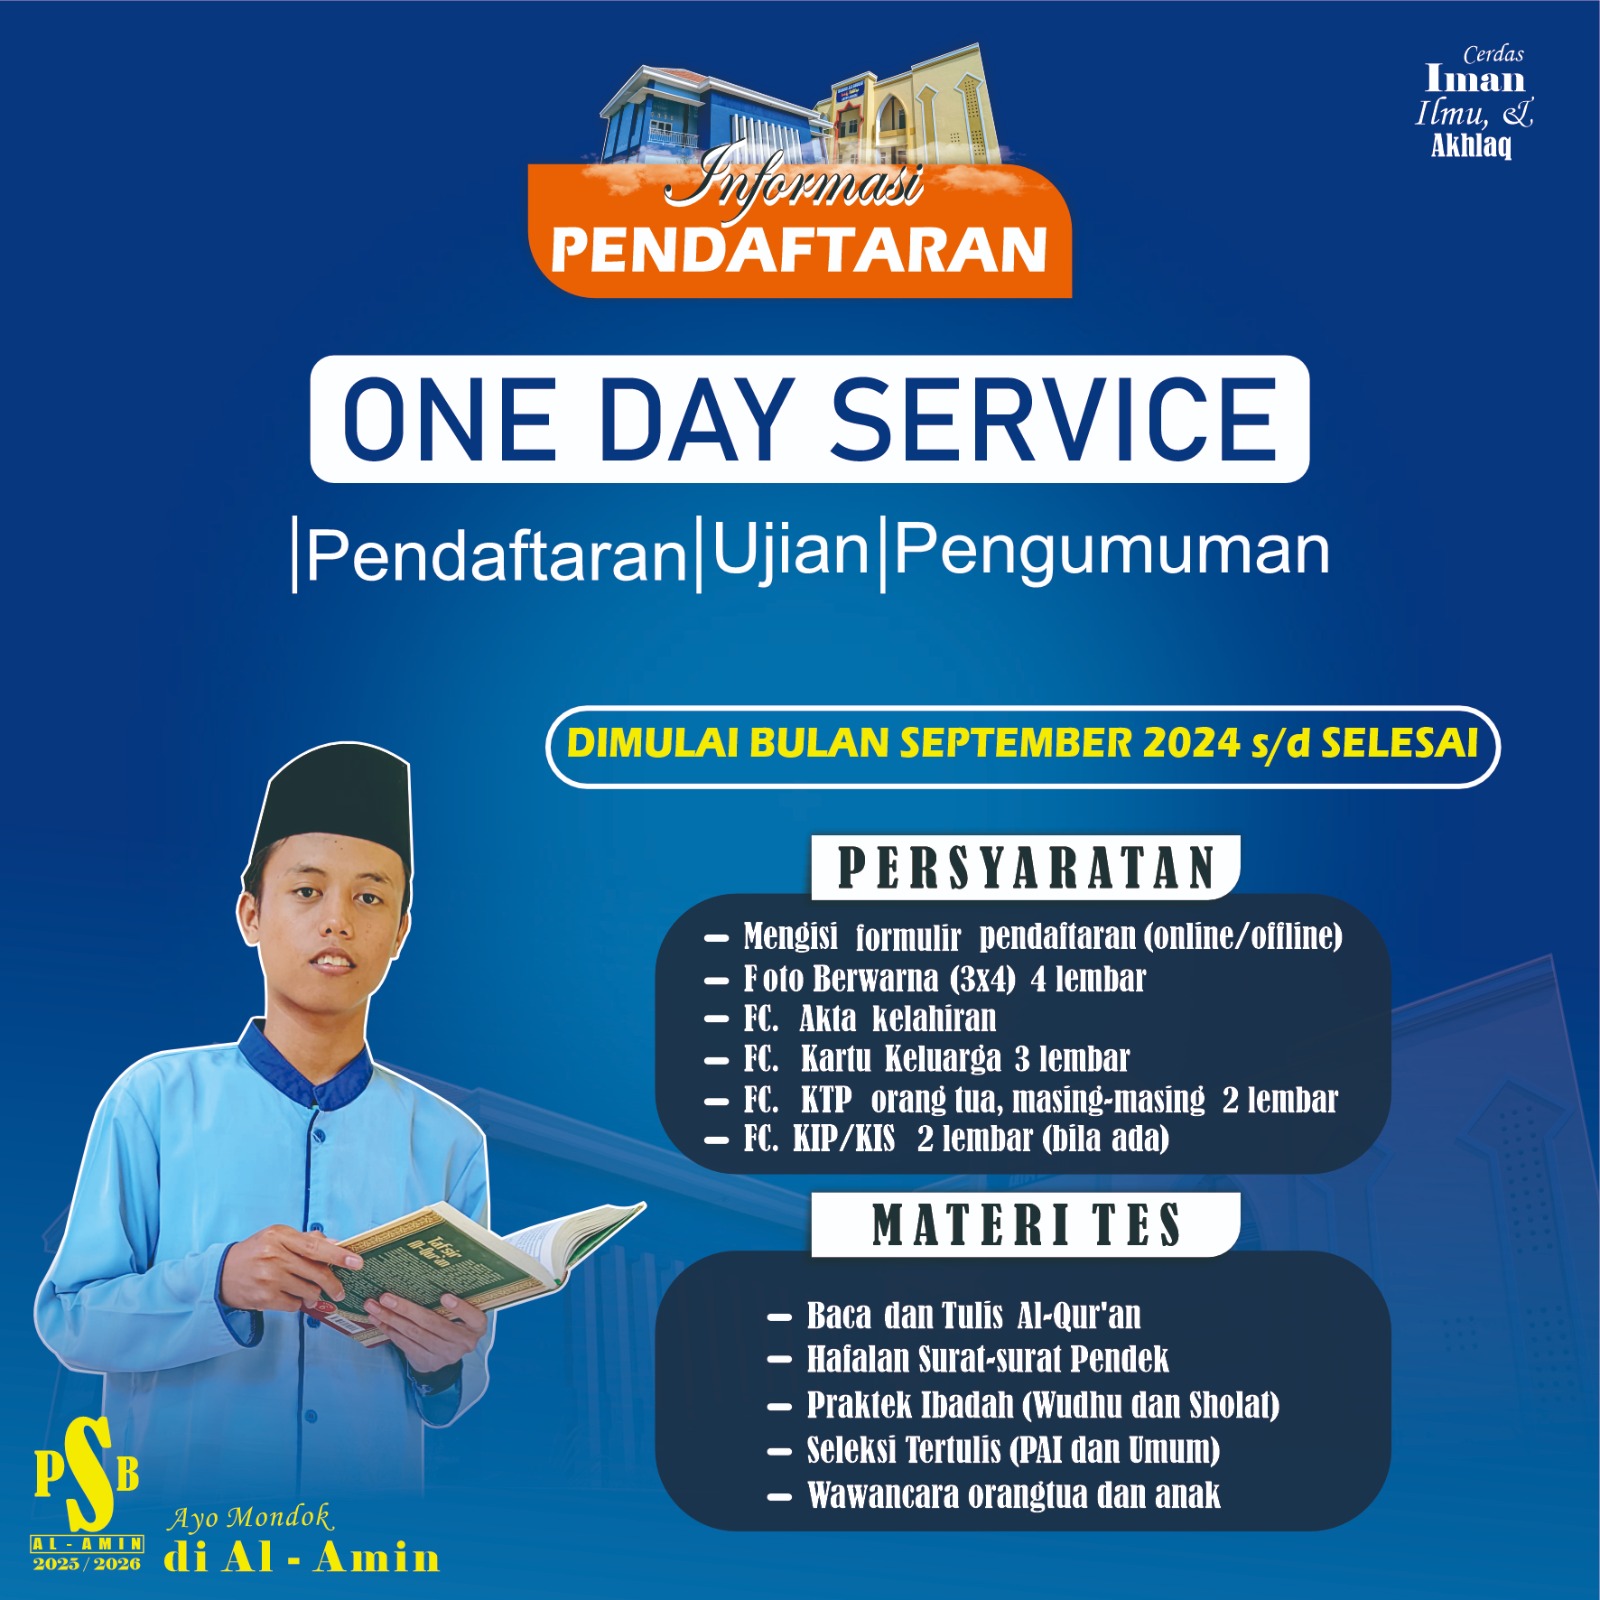 Cerdas
Iman
Ilmu, &
Akhlaq
Informasi
PENDAFTARAN
ONE DAY SERVICE
|Pendaftaran|Ujian|Pengumuman
DIMULAI BULAN SEPTEMBER 2024 s/d SELESAI
PERSYARATAN
- Mengisi formulir pendaftaran (online/offline)
- Foto Berwarna (3x4) 4 lembar
- FC. Akta kelahiran
- FC. Kartu Keluarga 3 lembar
- FC. KTP orang tua, masing-masing 2 lembar
- FC. KIP/KIS 2 lembar (bila ada)
MATERI TES
- Baca dan Tulis Al-Qur'an
- Hafalan Surat-surat Pendek
- Praktek Ibadah (Wudhu dan Sholat)
- Seleksi Tertulis (PAI dan Umum)
- Wawancara orangtua dan anak
Tafsir
Al-Qur'an
PSB
AL-AMIN
2025/2026
Ayo Mondok
di Al-Amin